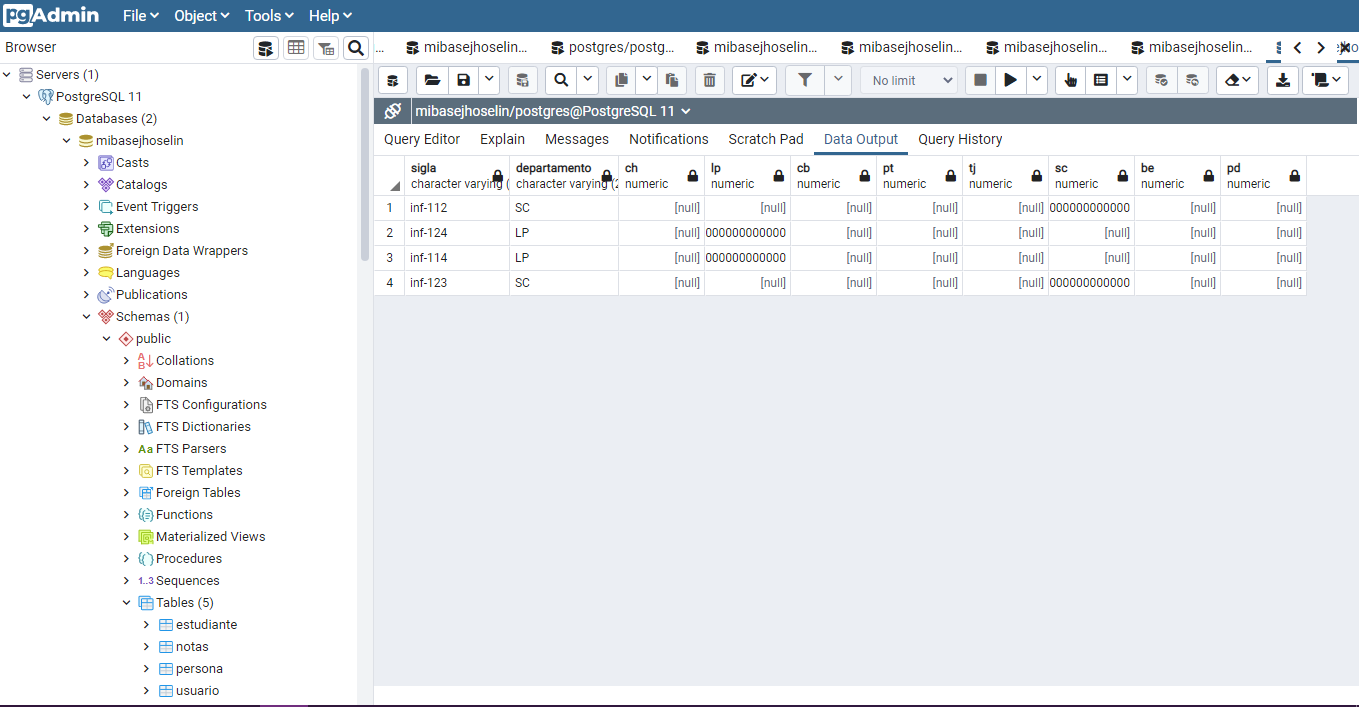 pgAdmin File Object Tools Help
Browser
... mibasejhoselin... postgres/postg... mibasejhoselin... mibasejhoselin... mibasejhoselin... mibasejhoselin...
No limit
mibasejhoselin/postgres@PostgreSQL 11
Query Editor Explain Messages Notifications Scratch Pad Data Output Query History
Servers (1)
PostgreSQL 11
Databases (2)
mibasejhoselin
Casts
Catalogs
Event Triggers
Extensions
Foreign Data Wrappers
Languages
Publications
Schemas (1)
public
Collations
Domains
FTS Configurations
FTS Dictionaries
Aa FTS Parsers
FTS Templates
Foreign Tables
Functions
Materialized Views
Procedures
1..3 Sequences
Tables (5)
estudiante
notas
persona
usuario
sigla departamento ch lp cb pt tj sc be pd
character varying ( character varying (2 numeric numeric numeric numeric numeric numeric numeric numeric
1 inf-112 SC [null] [null] [null] [null] [null] 000000000000 [null] [null]
2 inf-124 LP [null] 000000000000 [null] [null] [null] [null] [null] [null]
3 inf-114 LP [null] 000000000000 [null] [null] [null] [null] [null] [null]
4 inf-123 SC [null] [null] [null] [null] [null] 000000000000 [null] [null]